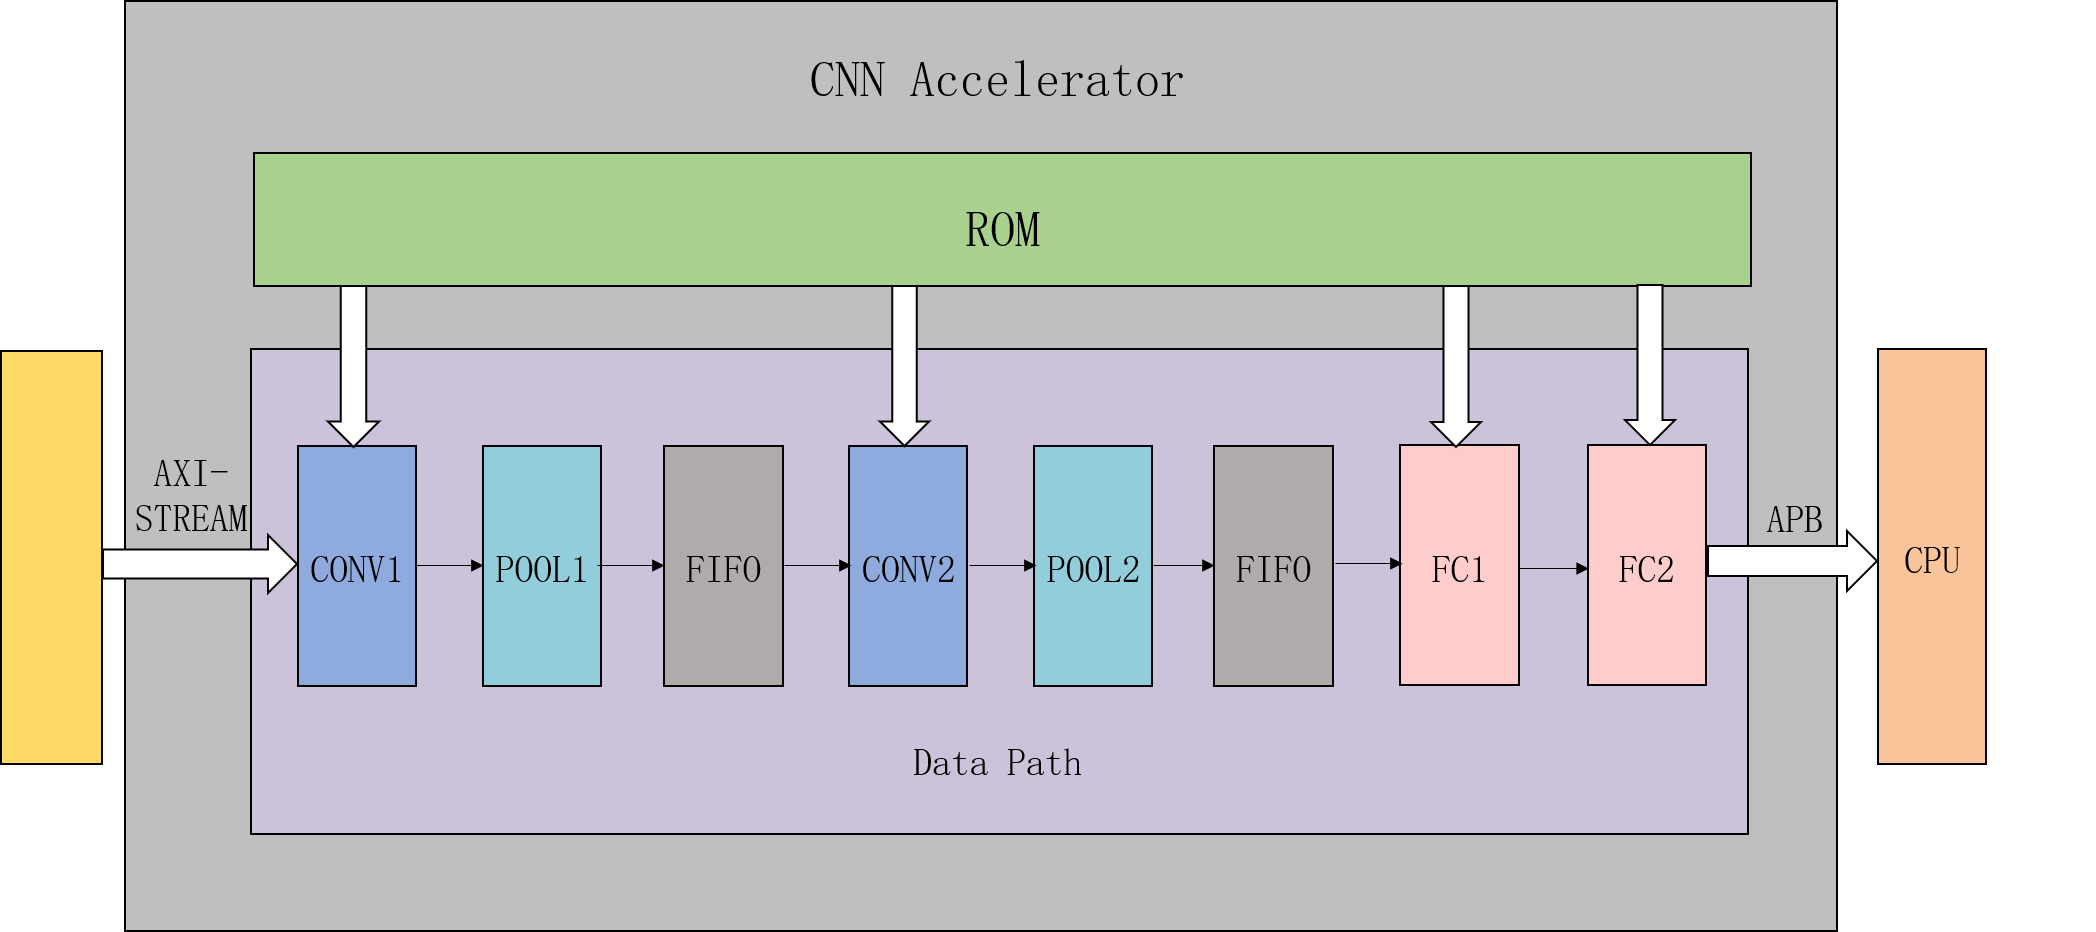 CNN Accelerator
ROM
AXI-
STREAM
APB
CONV1
POOL1
FIFO
CONV2
POOL2
FIFO
FC1
FC2
CPU
Data Path